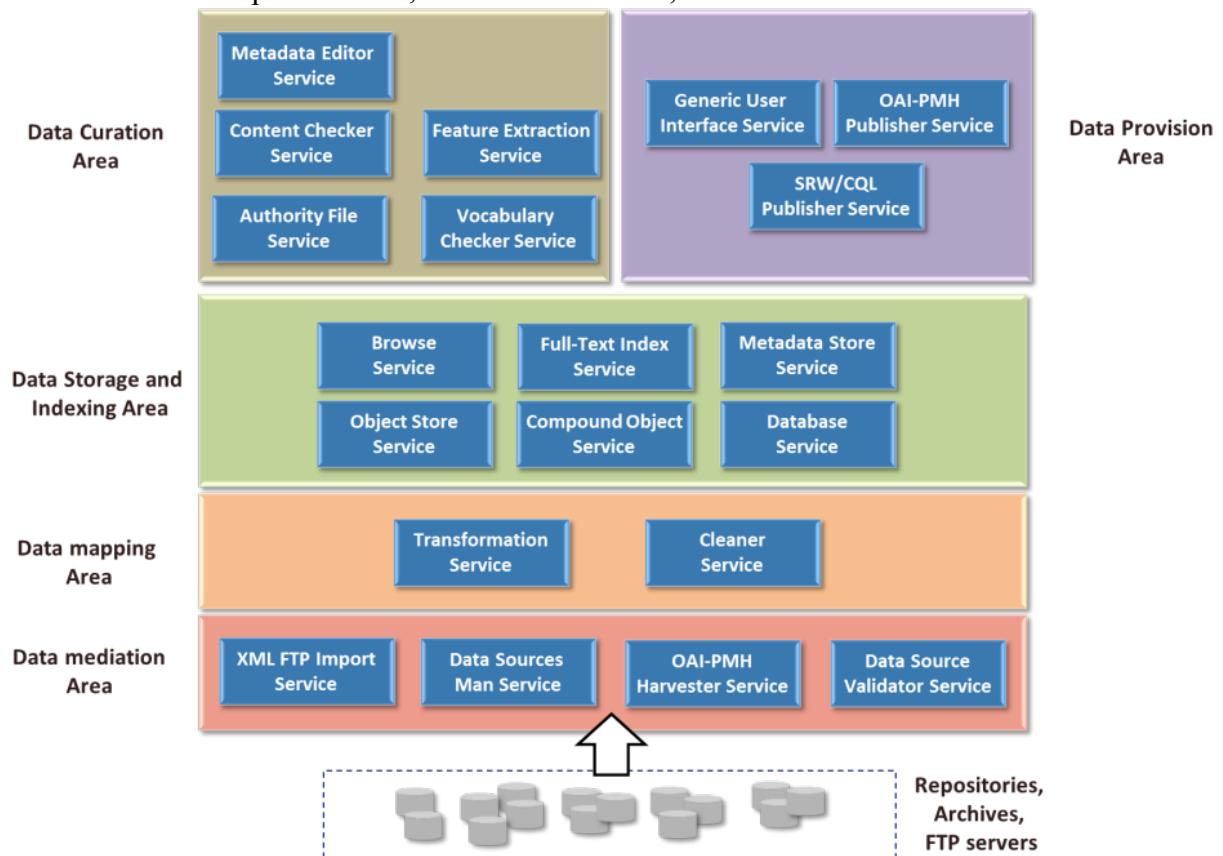 Metadata Editor
Service
Content Checker
Service
Feature Extraction
Service
Authority File
Service
Vocabulary
Checker Service
Data Curation
Area
Generic User
Interface Service
OAI-PMH
Publisher Service
SRW/CQL
Publisher Service
Data Provision
Area
Data Storage and
Indexing Area
Browse
Service
Full-Text Index
Service
Metadata Store
Service
Object Store
Service
Compound Object
Service
Database
Service
Data mapping
Area
Transformation
Service
Cleaner
Service
Data mediation
Area
XML FTP Import
Service
Data Sources
Man Service
OAI-PMH
Harvester Service
Data Source
Validator Service
Repositories,
Archives,
FTP servers